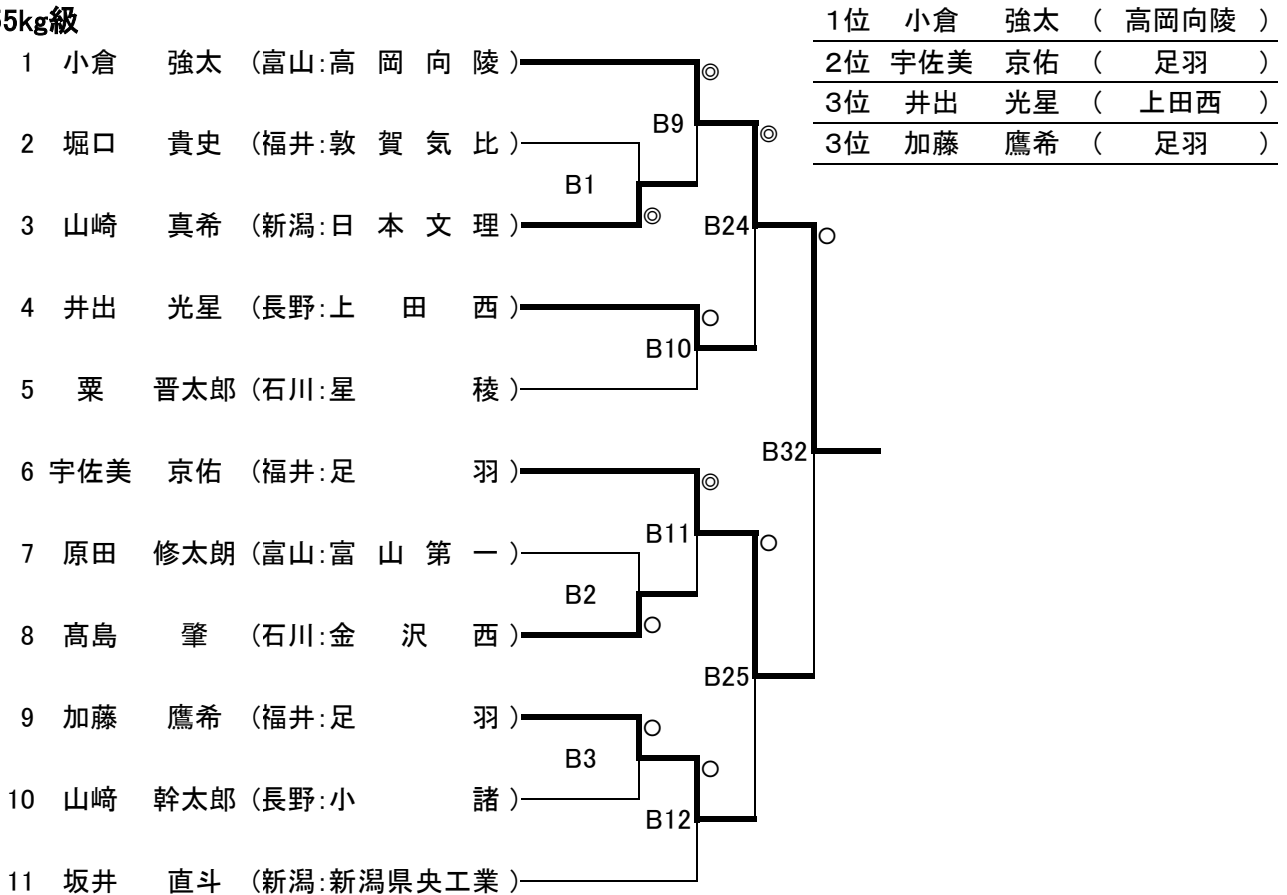 5kg級
1位 小倉 強太 ( 高岡向陵 )
1 小倉 強太 (富山:高岡向陵)
2位 宇佐美 京佑 ( 足羽 )
◎
3位 井出 光星 ( 上田西 )
B9
◎
2 堀口 貴史 (福井:敦賀気比)
3位 加藤 鷹希 ( 足羽 )
B1
3 山崎 真希 (新潟:日本文理)
◎
B24
○
4 井出 光星 (長野:上田西)
○
B10
5 粟 晋太郎 (石川:星稜)
B32
6 宇佐美 京佑 (福井:足羽)
◎
B11
○
7 原田 修太朗 (富山:富山第一)
B2
8 髙島 肇 (石川:金沢西)
○
B25
9 加藤 鷹希 (福井:足羽)
○
B3
○
10 山﨑 幹太郎 (長野:小諸)
B12
11 坂井 直斗 (新潟:新潟県央工業)